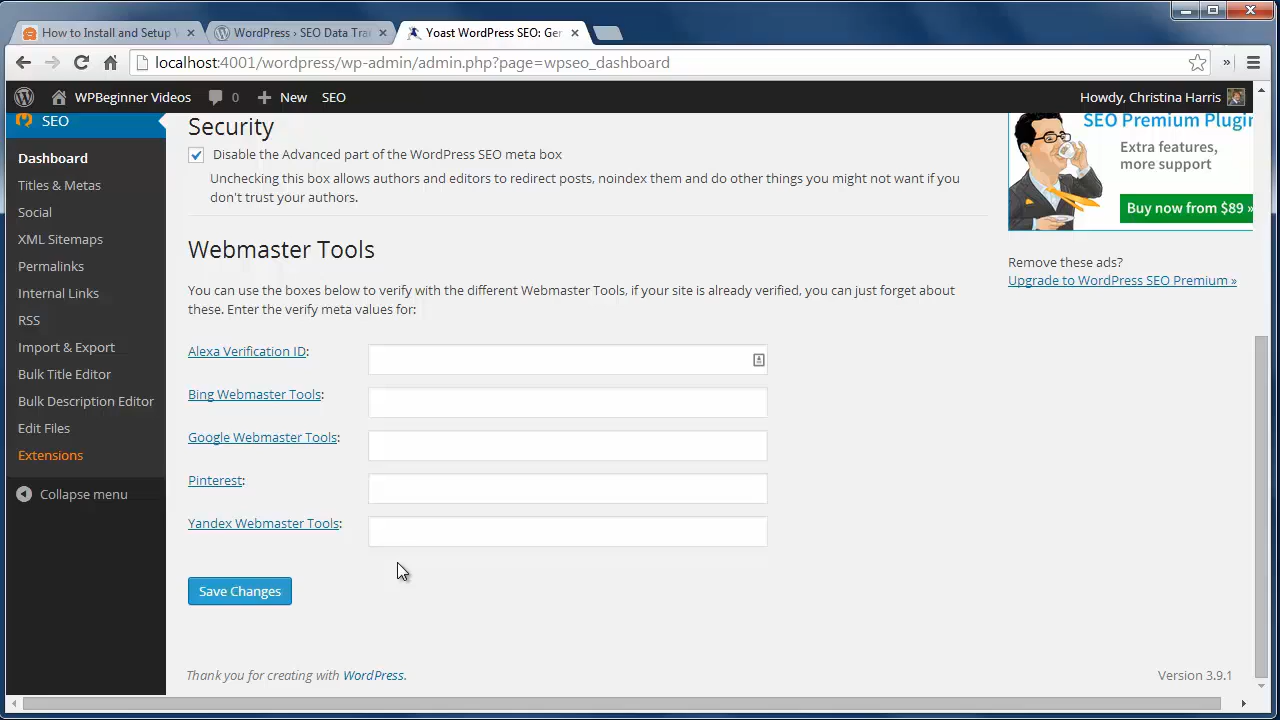 How to Install and Setup
WordPress › SEO Data Tra
Yoast WordPress SEO: Ger
localhost:4001/wordpress/wp-admin/admin.php?page=wpseo_dashboard
WPBeginner Videos
0
New
SEO
Howdy, Christina Harris
SEO
Dashboard
Titles & Metas
Social
XML Sitemaps
Permalinks
Internal Links
RSS
Import & Export
Bulk Title Editor
Bulk Description Editor
Edit Files
Extensions
Collapse menu
Security
Disable the Advanced part of the WordPress SEO meta box
Unchecking this box allows authors and editors to redirect posts, noindex them and do other things you might not want if you
don't trust your authors.
Webmaster Tools
You can use the boxes below to verify with the different Webmaster Tools, if your site is already verified, you can just forget about
these. Enter the verify meta values for:
Alexa Verification ID:
Bing Webmaster Tools:
Google Webmaster Tools:
Pinterest:
Yandex Webmaster Tools:
Save Changes
SEO Premium Plugin
Extra features,
more support
Buy now from $89 »
Remove these ads?
Upgrade to WordPress SEO Premium »
Thank you for creating with WordPress.
Version 3.9.1